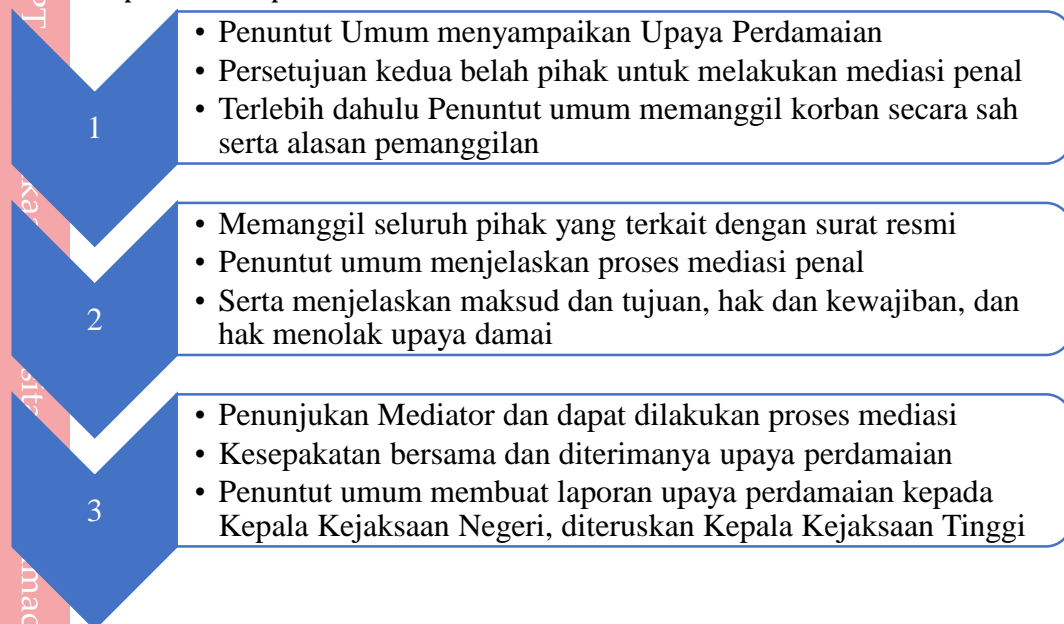 1
• Penuntut Umum menyampaikan Upaya Perdamaian
• Persetujuan kedua belah pihak untuk melakukan mediasi penal
• Terlebih dahulu Penuntut umum memanggil korban secara sah
serta alasan pemanggilan
2
• Memanggil seluruh pihak yang terkait dengan surat resmi
• Penuntut umum menjelaskan proses mediasi penal
• Serta menjelaskan maksud dan tujuan, hak dan kewajiban, dan
hak menolak upaya damai
3
• Penunjukan Mediator dan dapat dilakukan proses mediasi
• Kesepakatan bersama dan diterimanya upaya perdamaian
• Penuntut umum membuat laporan upaya perdamaian kepada
Kepala Kejaksaan Negeri, diteruskan Kepala Kejaksaan Tinggi